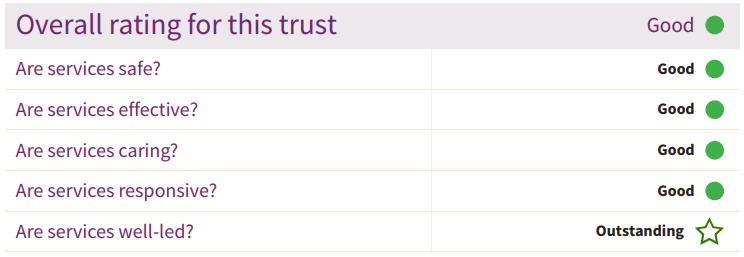 Overall rating for this trust Good
Are services safe? Good
Are services effective? Good
Are services caring? Good
Are services responsive? Good
Are services well-led? Outstanding